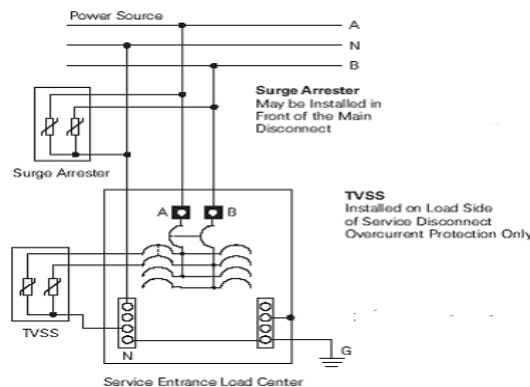 Power Source
A
N
B
Surge Arrester
May be Installed in
Front of the Main
Disconnect
Surge Arrester
A
B
TVSS
Installed on Load Side
of Service Disconnect
Overcurrent Protection Only
TVSS
N
G
Service Entrance Load Center